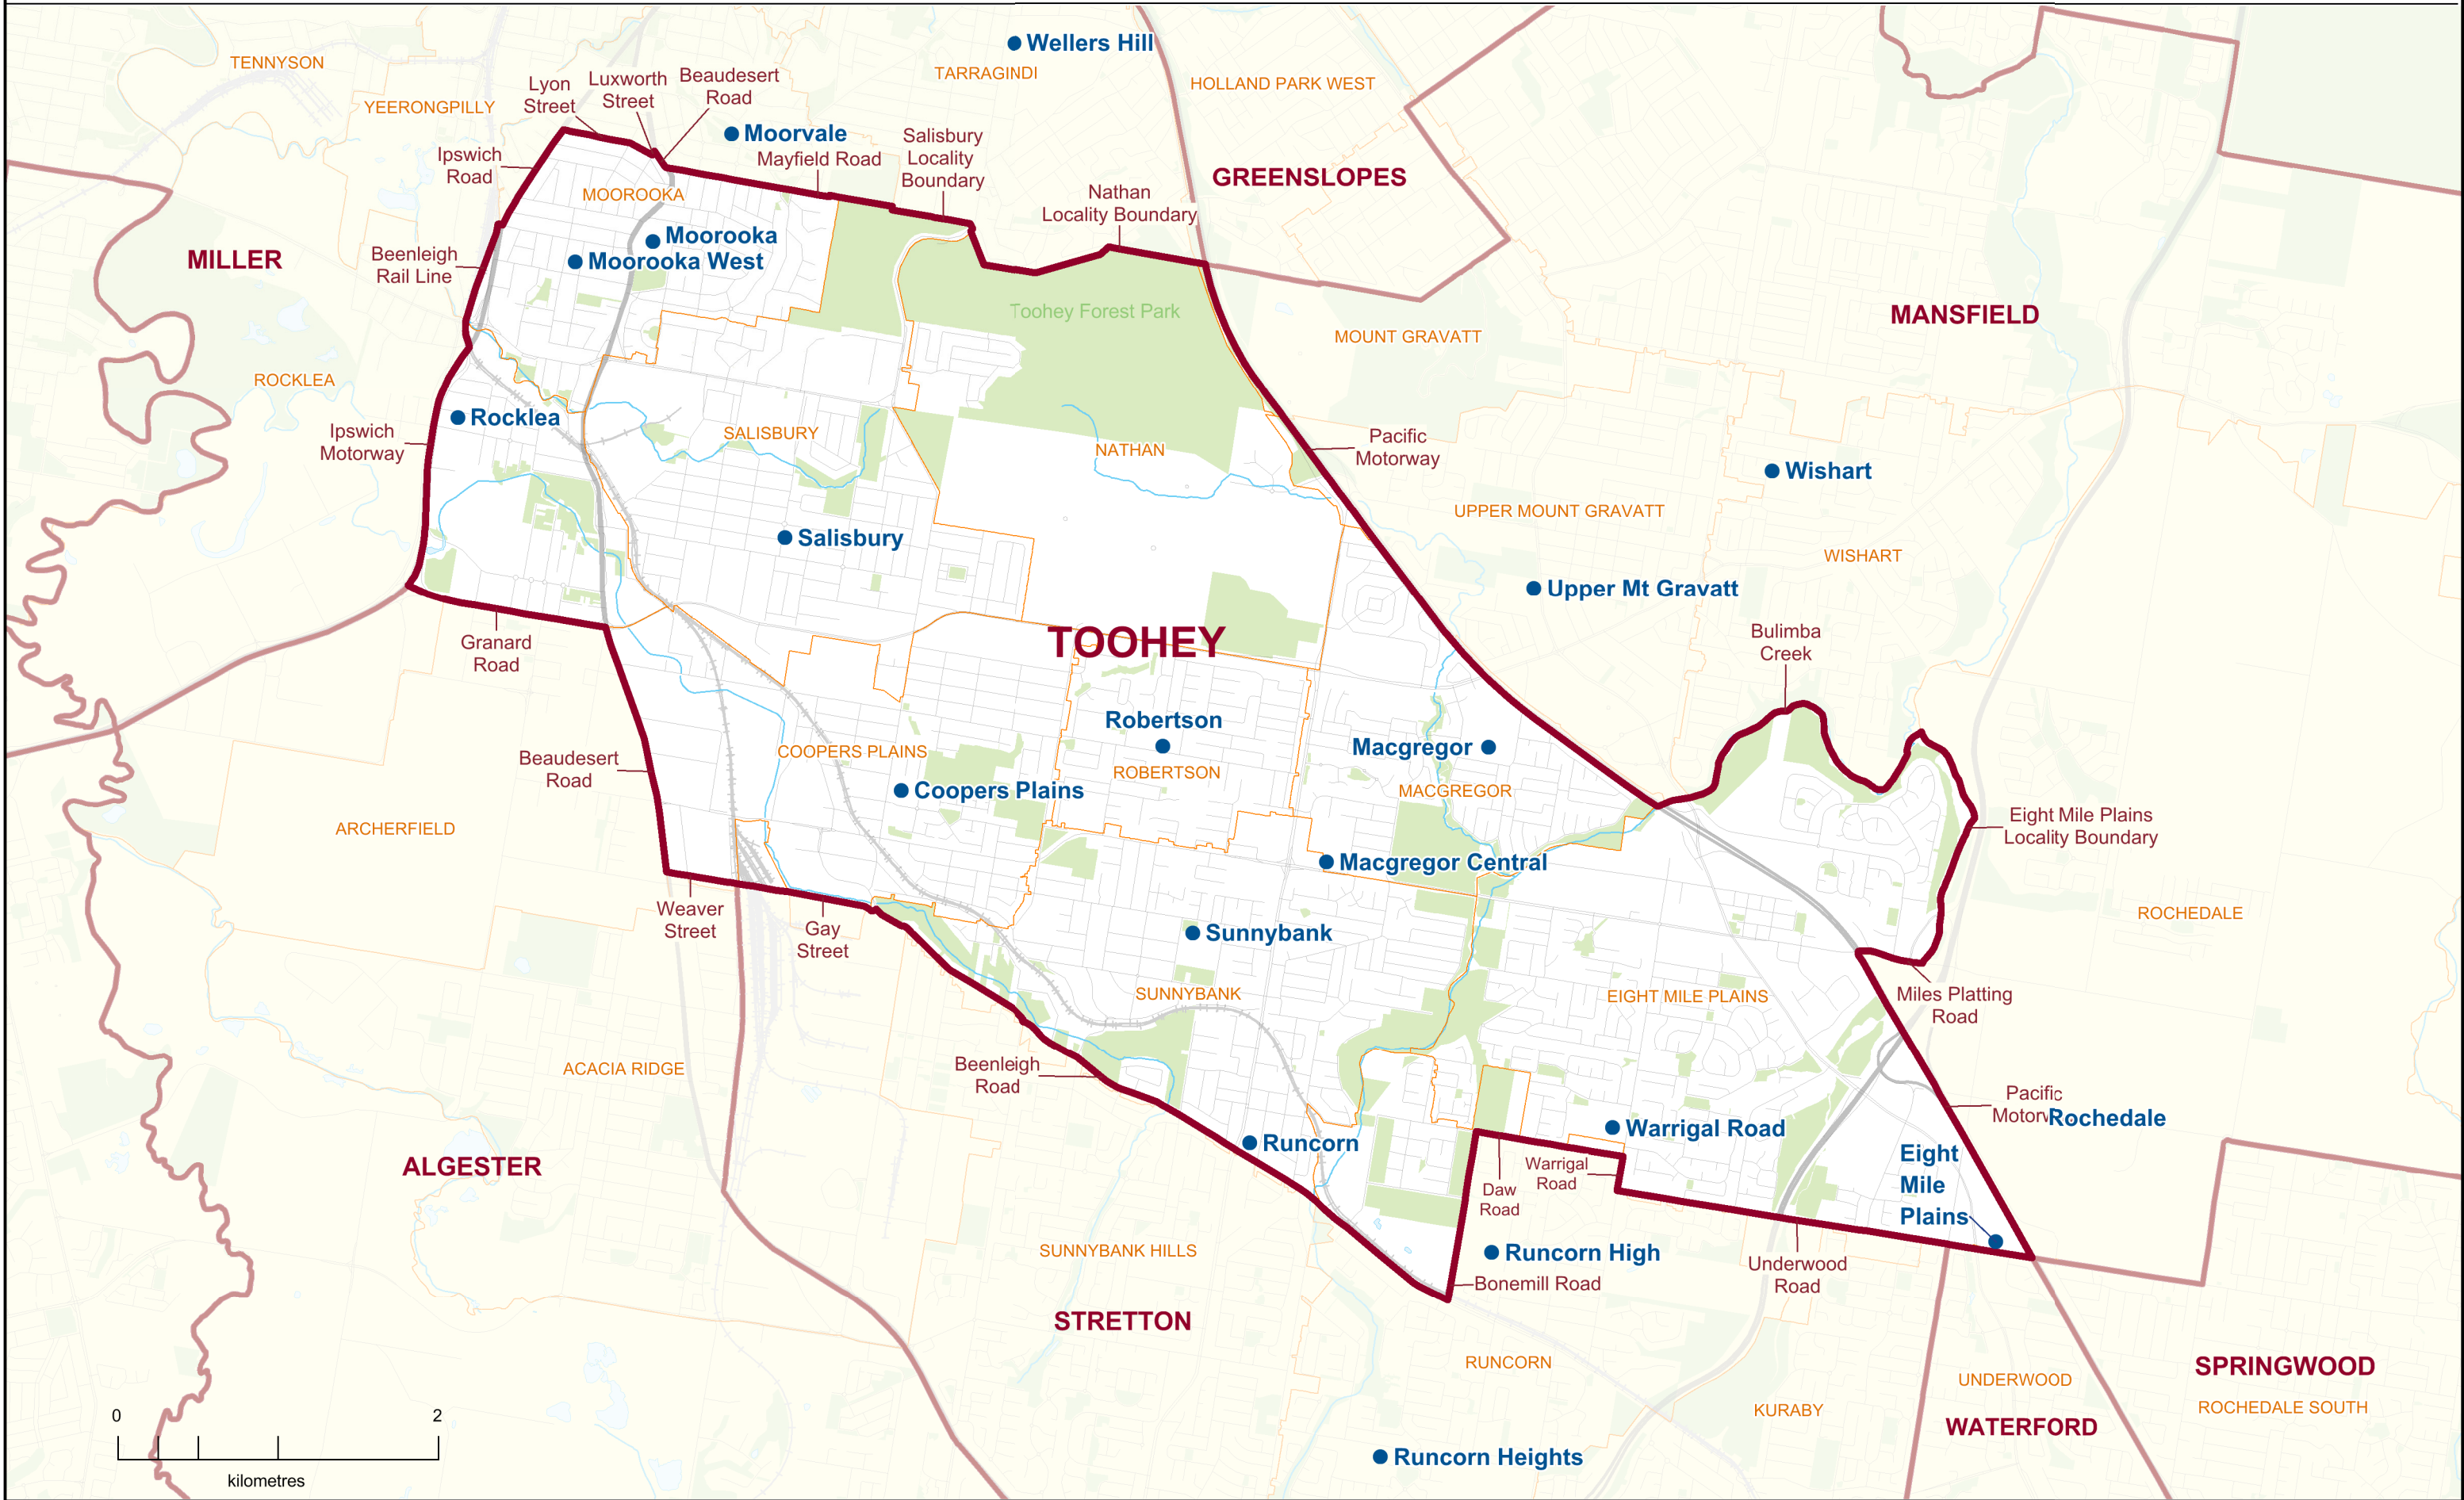 Wellers Hill
TENNYSON
TARRAGINDI
HOLLAND PARK WEST
Lyon
Street
Luxworth
Street
Beaudesert
Road
YEERONGPILLY
Moorvale
Mayfield Road
Salisbury
Locality
Boundary
Ipswich
Road
GREENSLOPES
MOOROOKA
Nathan
Locality Boundary
Moorooka
MILLER
Beenleigh
Rail Line
Moorooka West
Toohey Forest Park
MANSFIELD
MOUNT GRAVATT
ROCKLEA
Rocklea
Ipswich
Motorway
SALISBURY
NATHAN
Pacific
Motorway
Wishart
UPPER MOUNT GRAVATT
WISHART
Salisbury
Upper Mt Gravatt
Granard
Road
TOOHEY
Bulimba
Creek
Robertson
Beaudesert
Road
COOPERS PLAINS
Macgregor
ROBERTSON
Coopers Plains
MACGREGOR
ARCHERFIELD
Eight Mile Plains
Locality Boundary
Macgregor Central
Weaver
Street
Gay
Street
Sunnybank
ROCHEDALE
SUNNYBANK
EIGHT MILE PLAINS
Miles Platting
Road
ACACIA RIDGE
Beenleigh
Road
Pacific
Motorw
Rochedale
Runcorn
Warrigal Road
Eight
Mile
Plains
ALGESTER
Warrigal
Road
Daw
Road
SUNNYBANK HILLS
Runcorn High
Underwood
Road
Bonemill Road
STRETTON
RUNCORN
SPRINGWOOD
UNDERWOOD
ROCHEDALE SOUTH
KURABY
WATERFORD
0 2
kilometres
Runcorn Heights